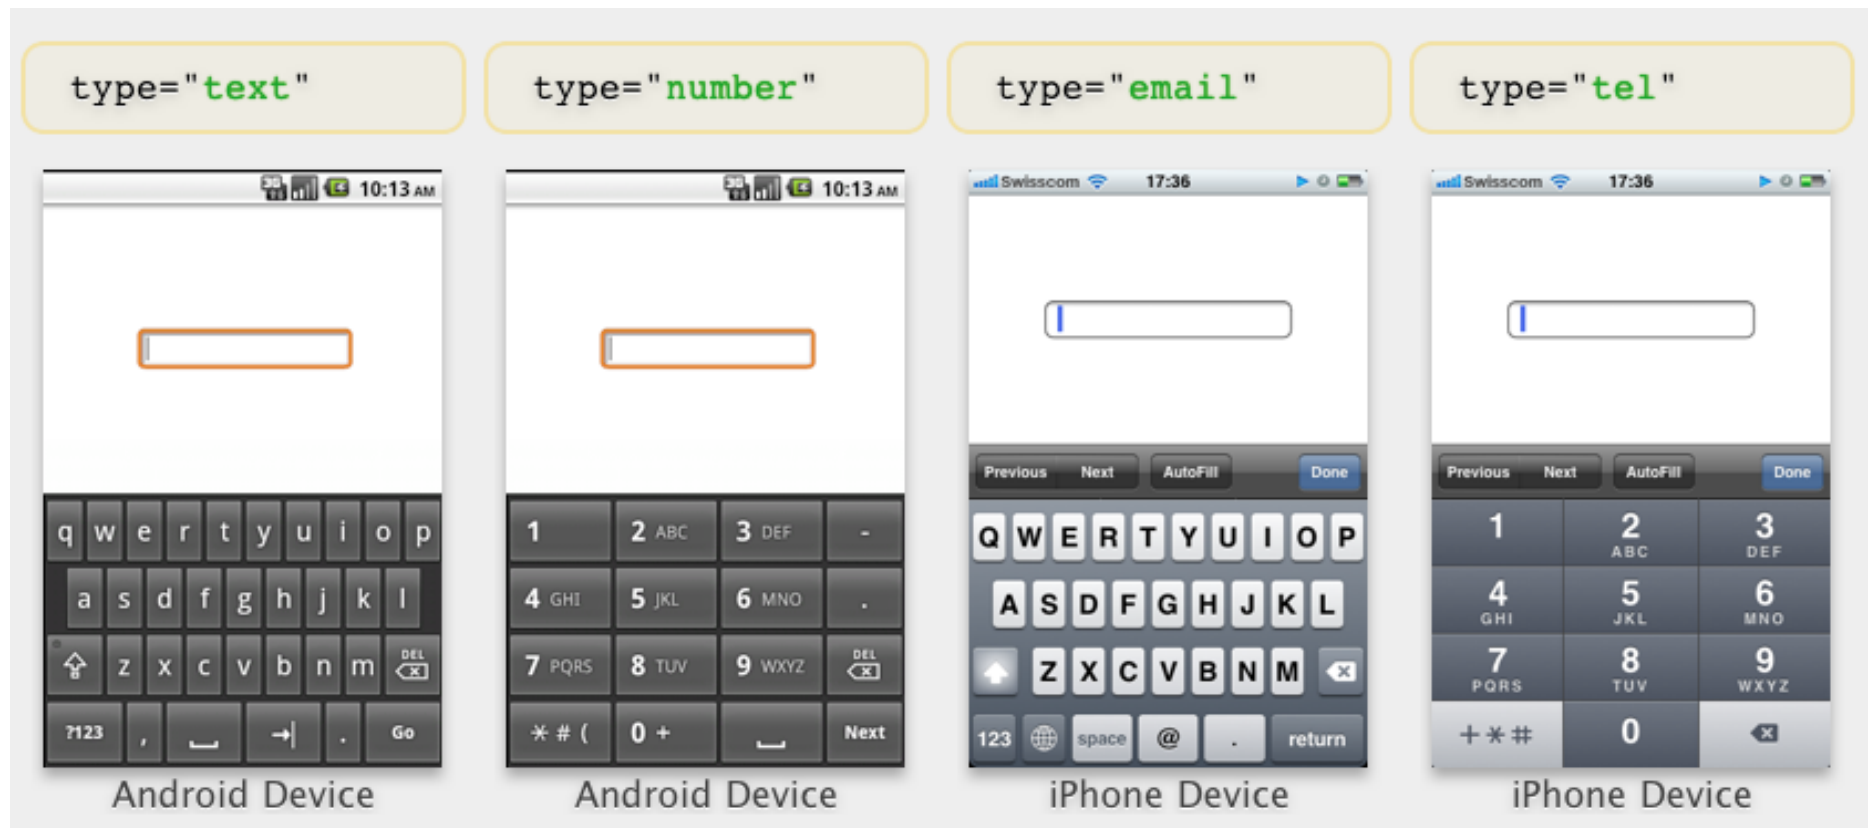 type="text"
10:13 AM
q w e r t y u i o p
a s d f g h j k l
z x c v b n m DEL
?123 , . Go
Android Device
type="number"
10:13 AM
1 2 ABC 3 DEF -
4 GHI 5 JKL 6 MNO .
7 PQRS 8 TUV 9 WXYZ DEL
* # ( 0 + Next
Android Device
type="email"
Swisscom 17:36
Previous Next AutoFill Done
Q W E R T Y U I O P
A S D F G H J K L
Z X C V B N M
123 space @ . return
iPhone Device
type="tel"
Swisscom 17:36
Previous Next AutoFill Done
1 2 3
ABC DEF
4 5 6
GHI JKL MNO
7 8 9
PQRS TUV WXYZ
+*# 0
iPhone Device